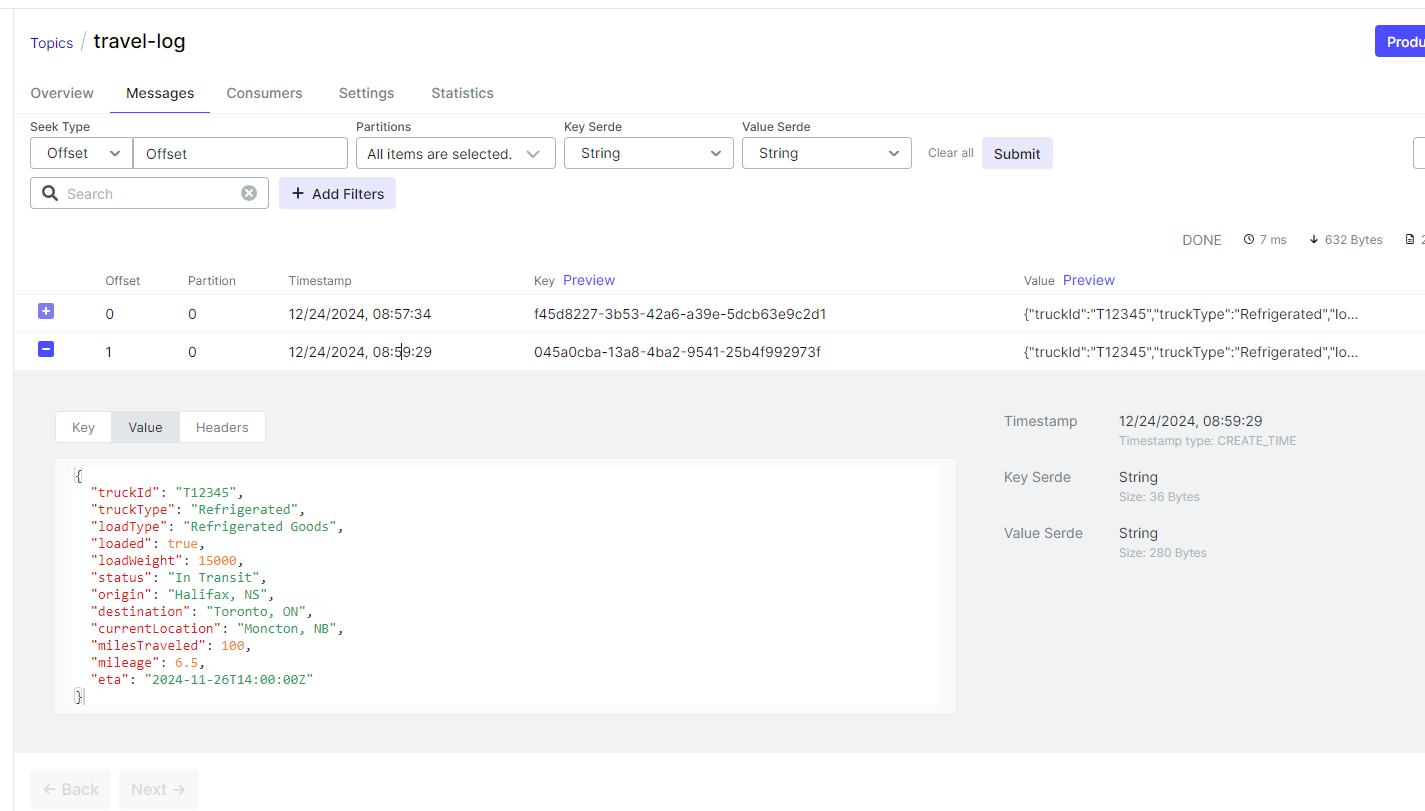 Topics / travel-log
Produ
Overview Messages Consumers Settings Statistics
Seek Type Partitions Key Serde Value Serde
Offset Offset All items are selected. String String Clear all Submit
Search + Add Filters
DONE 7 ms 632 Bytes 2
Offset Partition Timestamp Key Preview Value Preview
0 0 12/24/2024, 08:57:34 f45d8227-3b53-42a6-a39e-5dcb63e9c2d1 {"truckId":"T12345","truckType":"Refrigerated","lo...
1 0 12/24/2024, 08:59:29 045a0cba-13a8-4ba2-9541-25b4f992973f {"truckId":"T12345","truckType":"Refrigerated","lo...
Key Value Headers
{
"truckId": "T12345",
"truckType": "Refrigerated",
"loadType": "Refrigerated Goods",
"loaded": true,
"loadWeight": 15000,
"status": "In Transit",
"origin": "Halifax, NS",
"destination": "Toronto, ON",
"currentLocation": "Moncton, NB",
"milesTraveled": 100,
"mileage": 6.5,
"eta": "2024-11-26T14:00:00Z"
}
Timestamp 12/24/2024, 08:59:29
Timestamp type: CREATE_TIME
Key Serde String
Size: 36 Bytes
Value Serde String
Size: 280 Bytes
← Back Next →